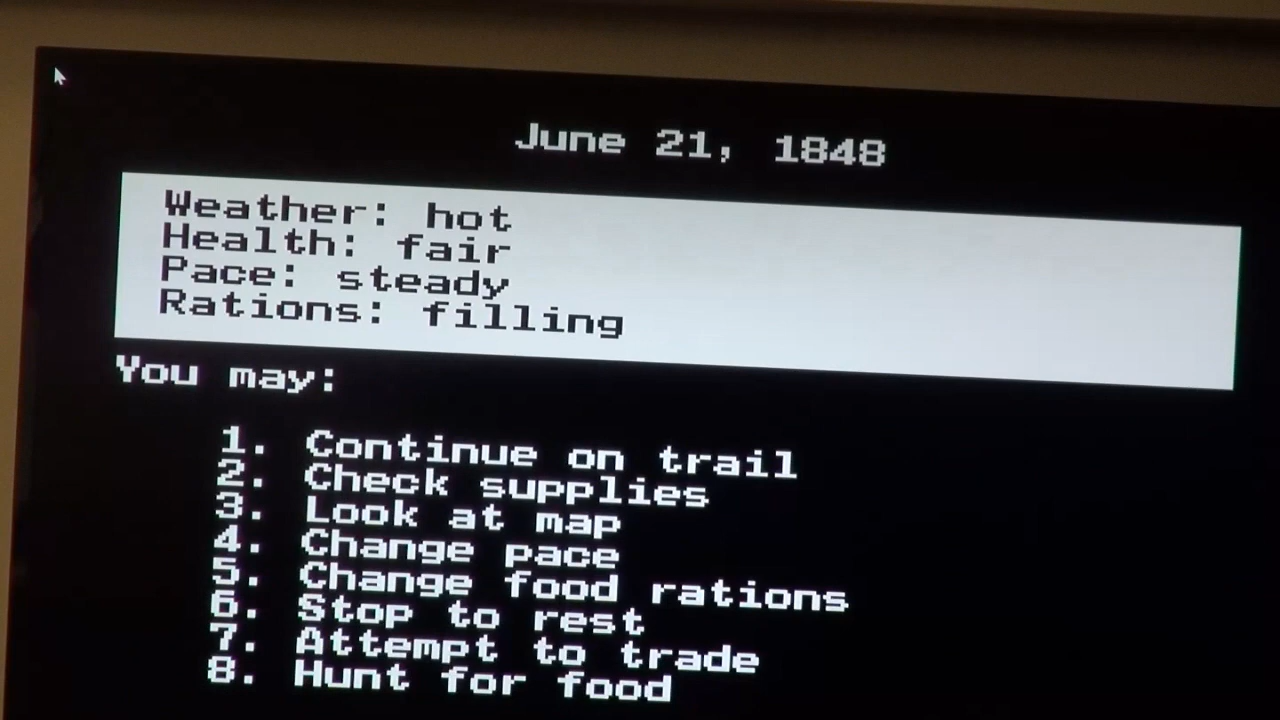 June 21, 1848
Weather: hot
Health: fair
Pace: steady
Rations: filling
You may:
1. Continue on trail
2. Check supplies
3. Look at map
4. Change pace
5. Change food rations
6. Stop to rest
7. Attempt to trade
8. Hunt for food